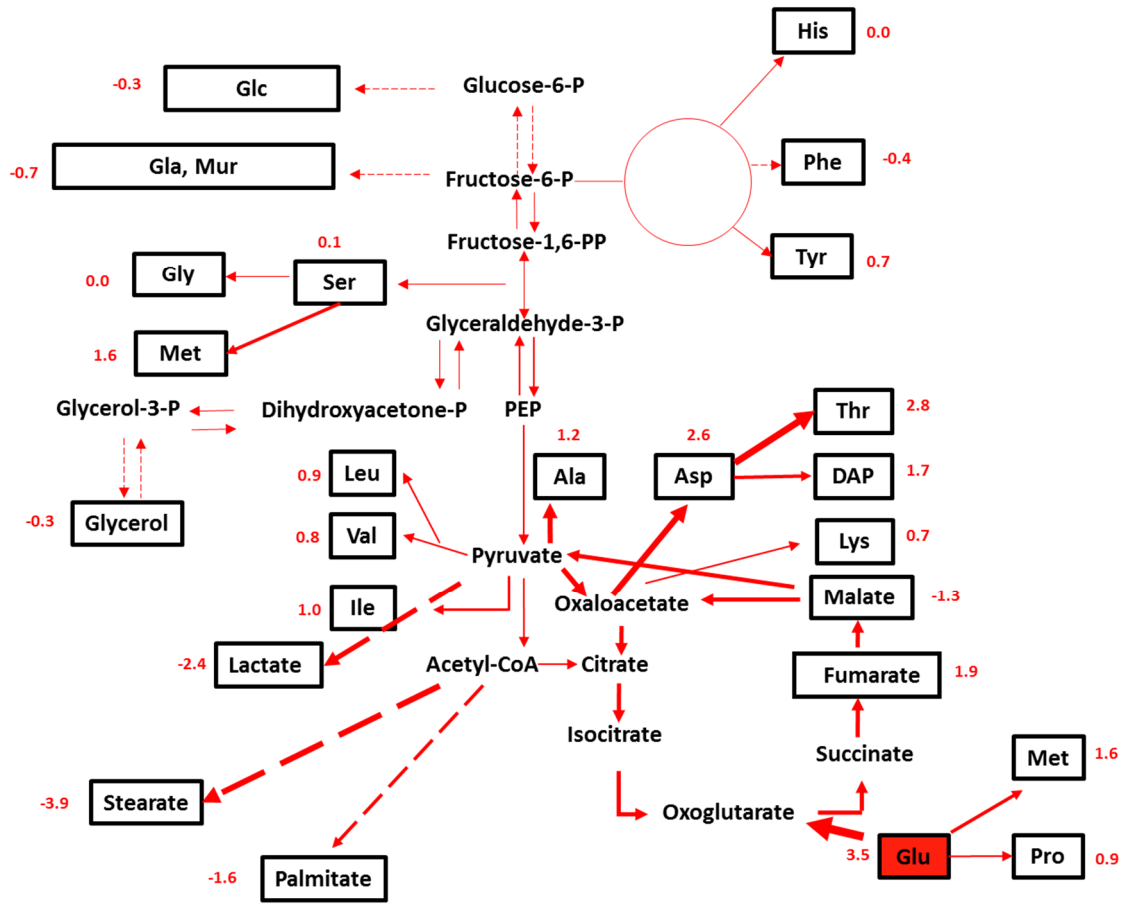 His
0.0
-0.3
Glc
Glucose-6-P
Phe
-0.4
-0.7
Gla, Mur
Fructose-6-P
Fructose-1,6-PP
0.1
Tyr
0.7
0.0
Gly
Ser
Glyceraldehyde-3-P
1.6
Met
Glycerol-3-P
Dihydroxyacetone-P
PEP
Thr
2.8
1.2
2.6
0.9
Leu
Ala
Asp
DAP
1.7
-0.3
Glycerol
0.8
Val
Lys
0.7
Pyruvate
1.0
Ile
Oxaloacetate
Malate
-1.3
-2.4
Lactate
Acetyl-CoA
Citrate
Fumarate
1.9
Isocitrate
Succinate
Met
1.6
-3.9
Stearate
Oxoglutarate
3.5
Glu
Pro
0.9
-1.6
Palmitate